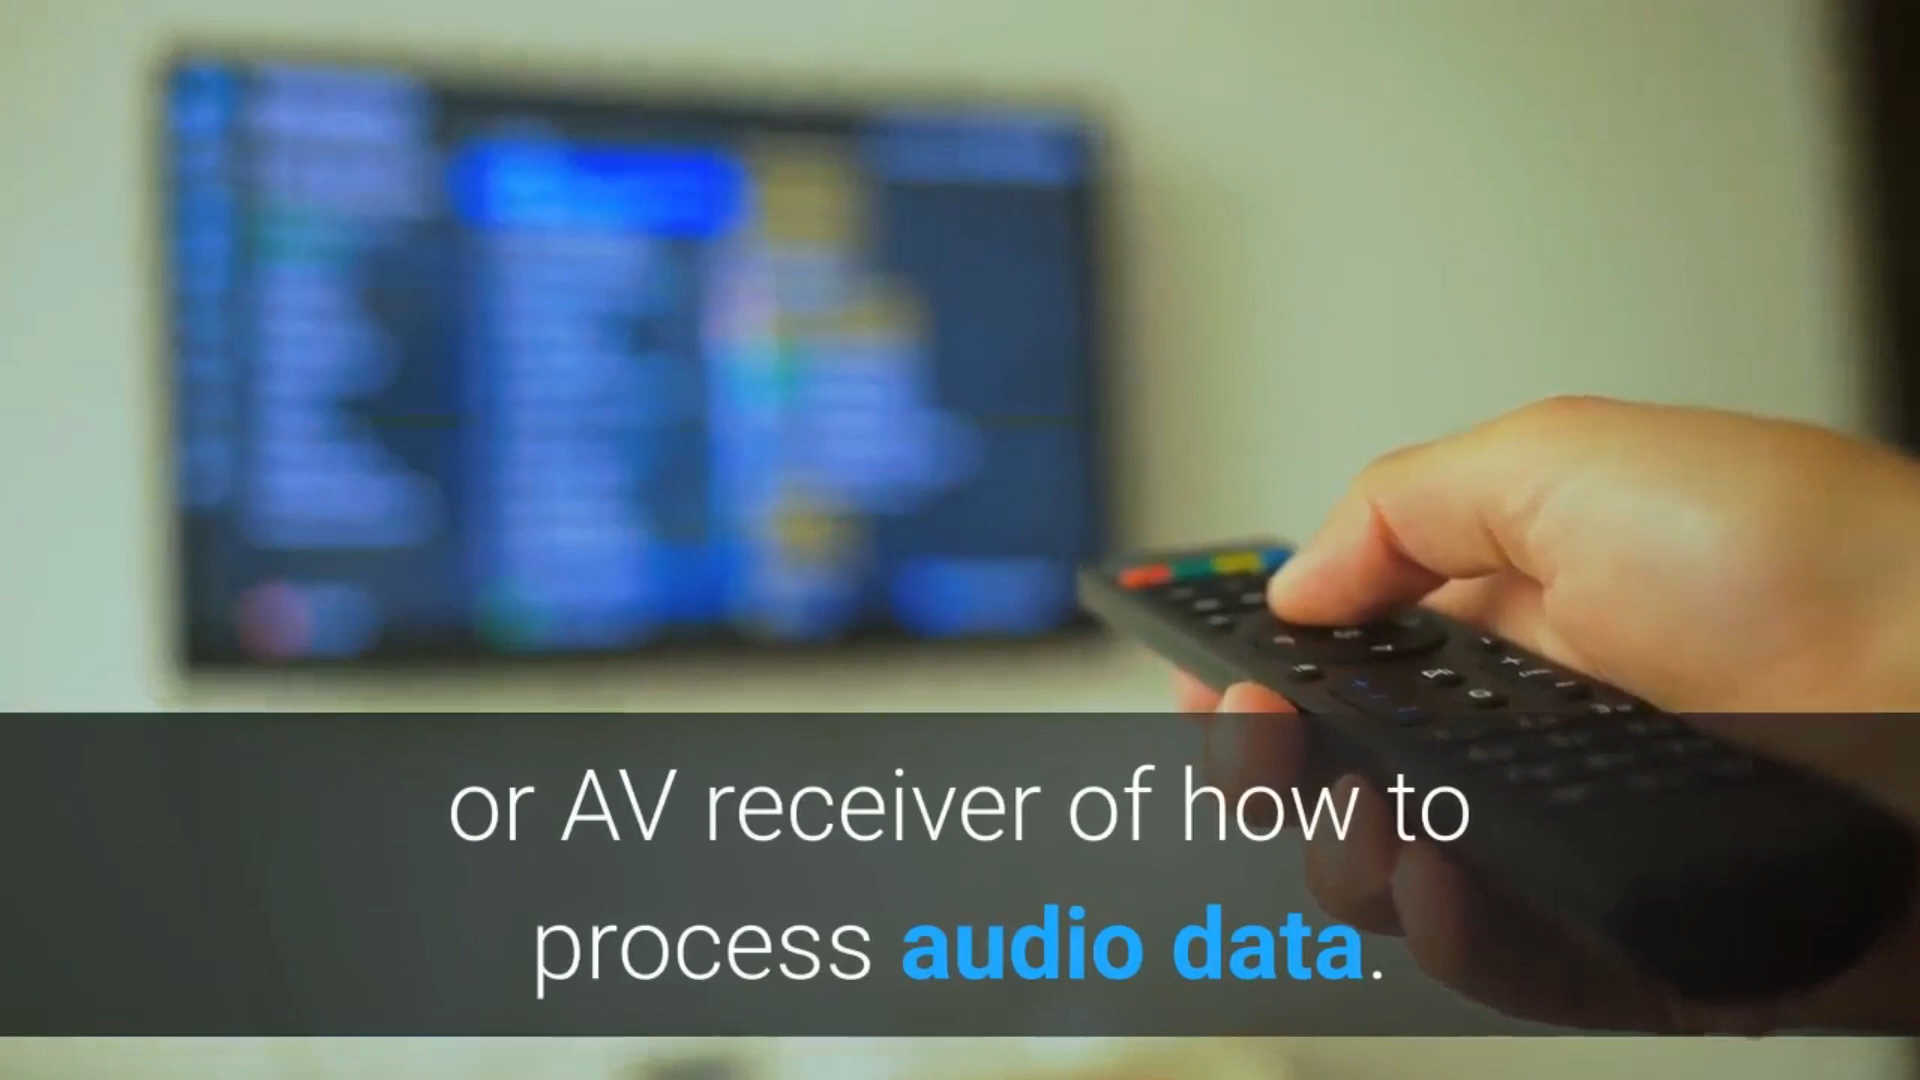 or AV receiver of how to
process audio data.